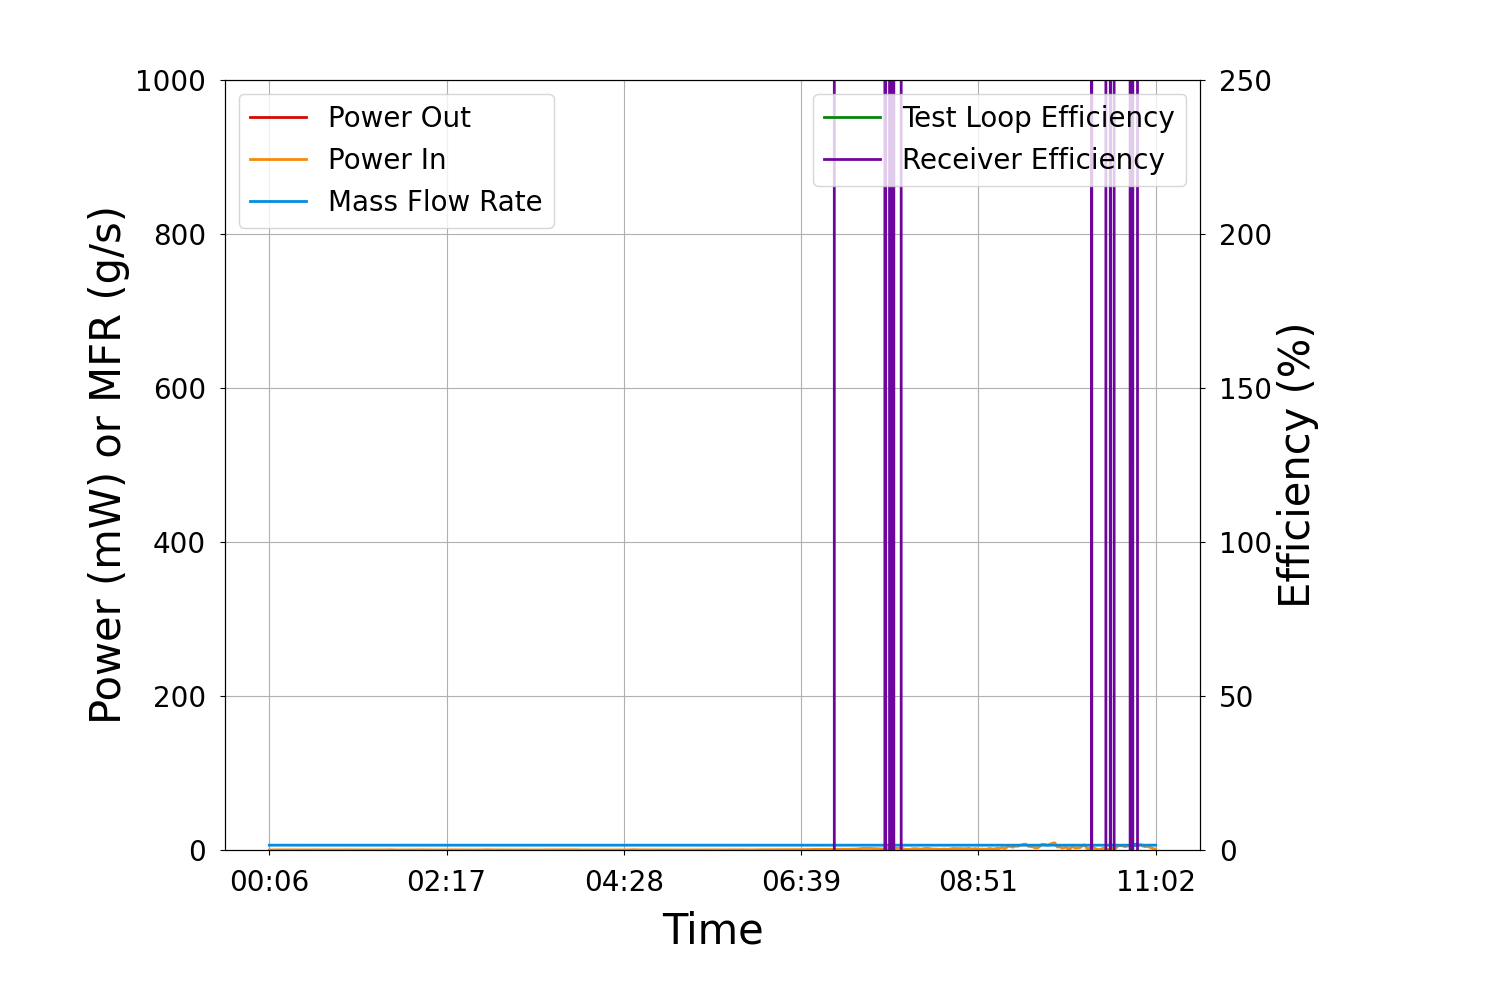 1000
800
600
400
200
0
250
200
150
100
50
0
Power Out
Power In
Mass Flow Rate
Test Loop Efficiency
Receiver Efficiency
Power (mW) or MFR (g/s)
Efficiency (%)
00:06 02:17 04:28 06:39 08:51 11:02
Time